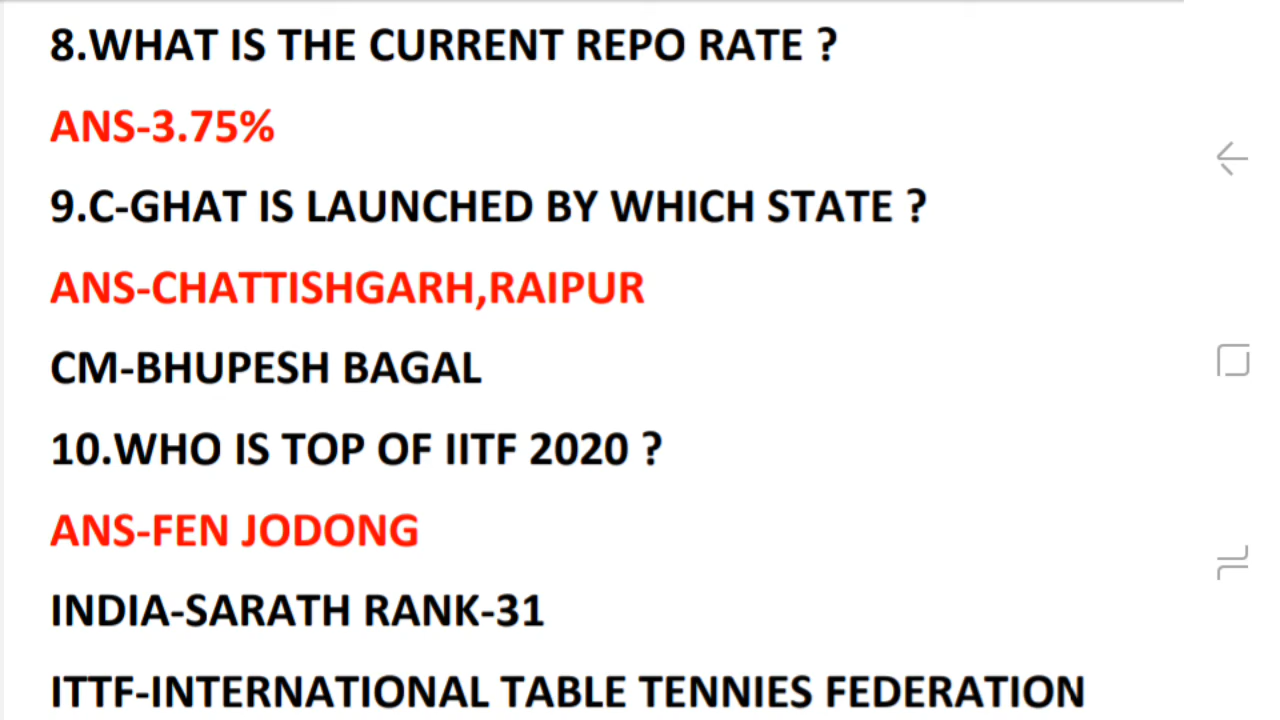 8.WHAT IS THE CURRENT REPO RATE ?
ANS-3.75%
9.C-GHAT IS LAUNCHED BY WHICH STATE ?
ANS-CHATTISHGARH,RAIPUR
CM-BHUPESH BAGAL
10.WHO IS TOP OF IITF 2020 ?
ANS-FEN JODONG
INDIA-SARATH RANK-31
ITTF-INTERNATIONAL TABLE TENNIES FEDERATION